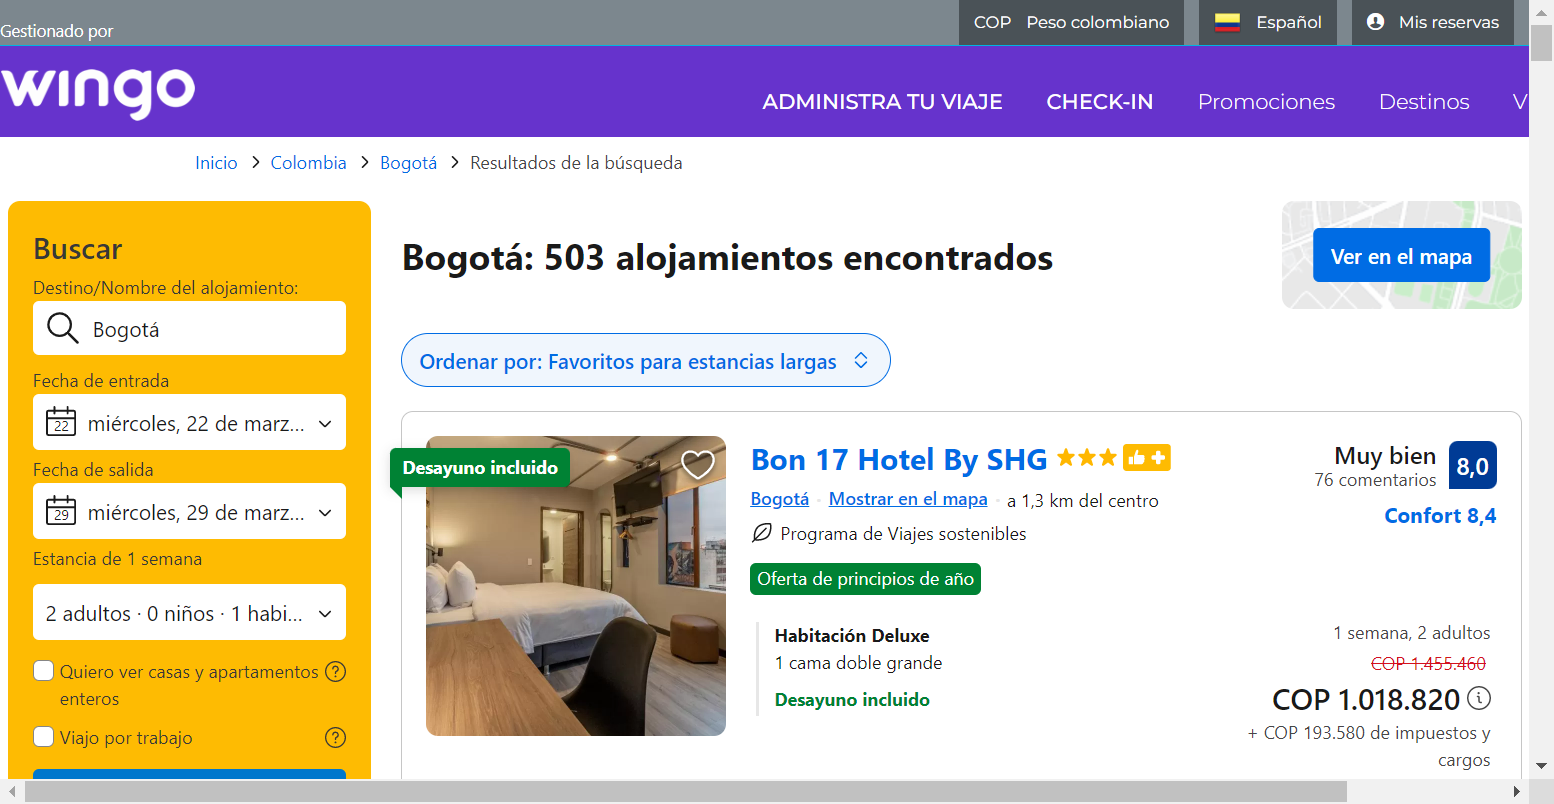 Gestionado por
COP Peso colombiano
Español
Mis reservas
wingo
ADMINISTRA TU VIAJE
CHECK-IN
Promociones
Destinos
V
Inicio > Colombia > Bogotá > Resultados de la búsqueda
Buscar
Destino/Nombre del alojamiento:
Bogotá
Fecha de entrada
22
miércoles, 22 de marz...
Fecha de salida
29
miércoles, 29 de marz...
Estancia de 1 semana
2 adultos · 0 niños · 1 habi...
Quiero ver casas y apartamentos
enteros
Viajo por trabajo
Bogotá: 503 alojamientos encontrados
Ver en el mapa
Ordenar por: Favoritos para estancias largas
Desayuno incluido
Bon 17 Hotel By SHG
Bogotá · Mostrar en el mapa · a 1,3 km del centro
Programa de Viajes sostenibles
Oferta de principios de año
Habitación Deluxe
1 cama doble grande
Desayuno incluido
Muy bien
76 comentarios
8,0
Confort 8,4
1 semana, 2 adultos
COP 1.455.460
COP 1.018.820
+ COP 193.580 de impuestos y
cargos